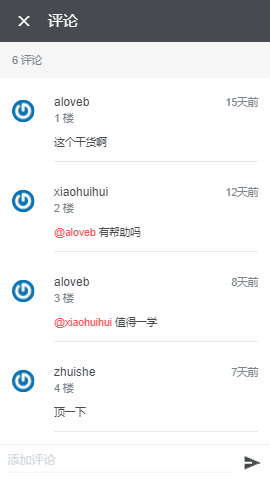 评论
6 评论
aloveb
15天前
1 楼
这个干货啊
xiaohuihui
12天前
2 楼
@aloveb 有帮助吗
aloveb
8天前
3 楼
@xiaohuihui 值得一学
zhuishe
7天前
4 楼
顶一下
添加评论